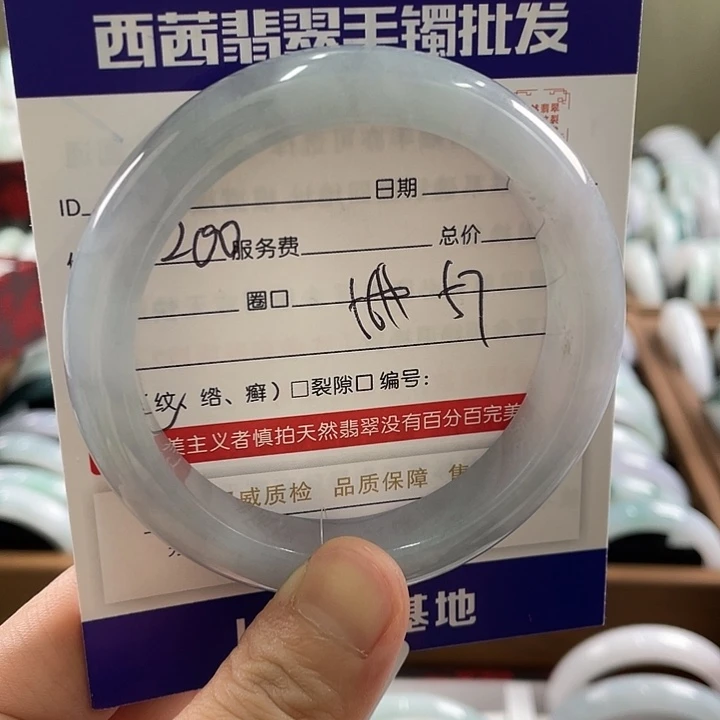 西茜翡翠手镯批发
ID 日期
200 服务费 总价
圈口 57
纹、绺、癣）□裂隙□ 编号：
美主义者慎拍天然翡翠没有百分百完美
威质检 品质保障 售
基地